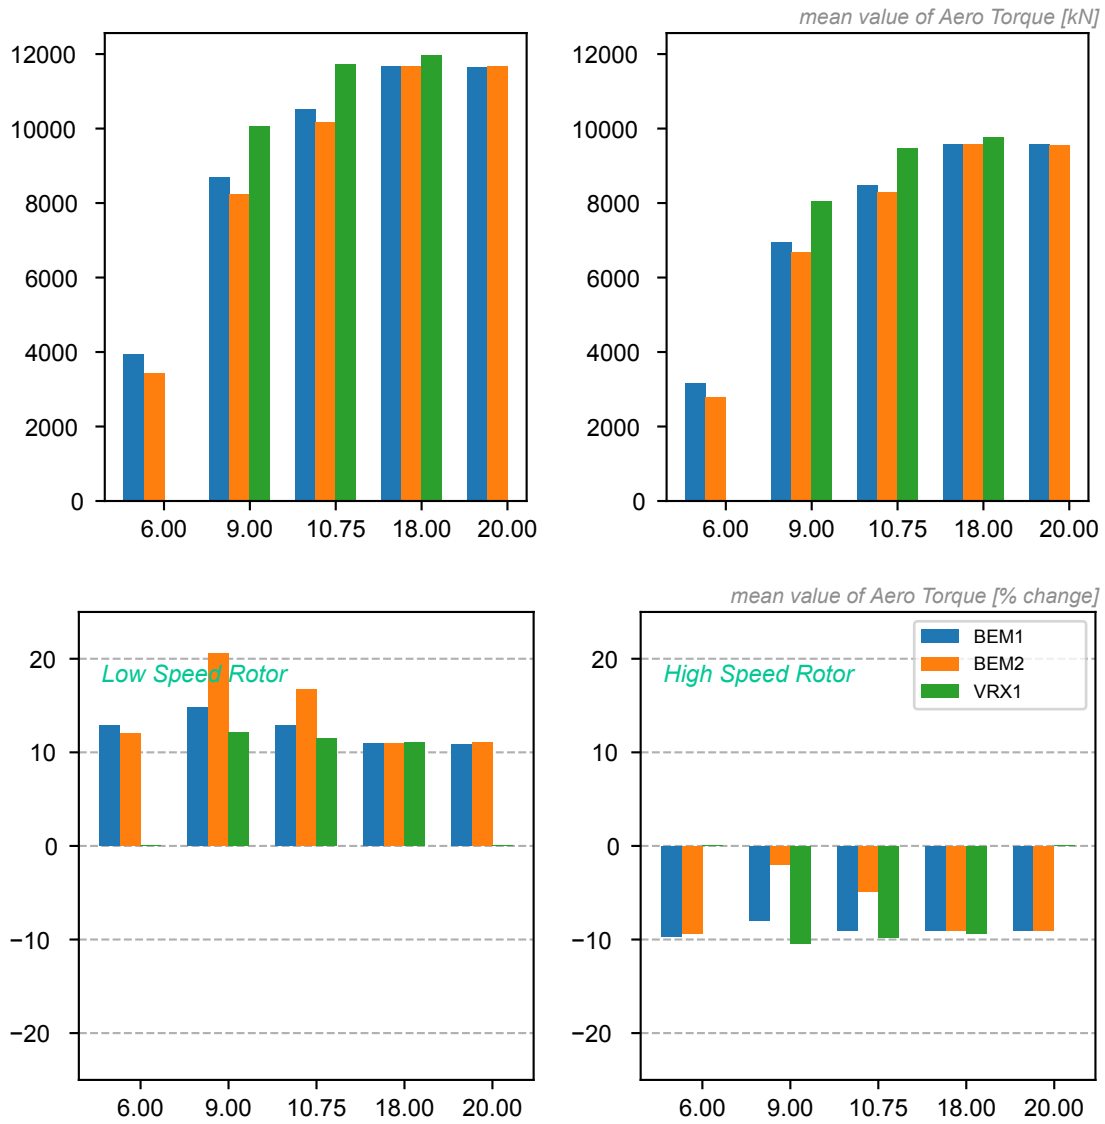 mean value of Aero Torque [kN]
12000
10000
8000
6000
4000
2000
0
6.00 9.00 10.75 18.00 20.00
12000
10000
8000
6000
4000
2000
0
6.00 9.00 10.75 18.00 20.00
mean value of Aero Torque [% change]
20
10
0
−10
−20
Low Speed Rotor
6.00 9.00 10.75 18.00 20.00
20
10
0
−10
−20
High Speed Rotor
BEM1
BEM2
VRX1
6.00 9.00 10.75 18.00 20.00